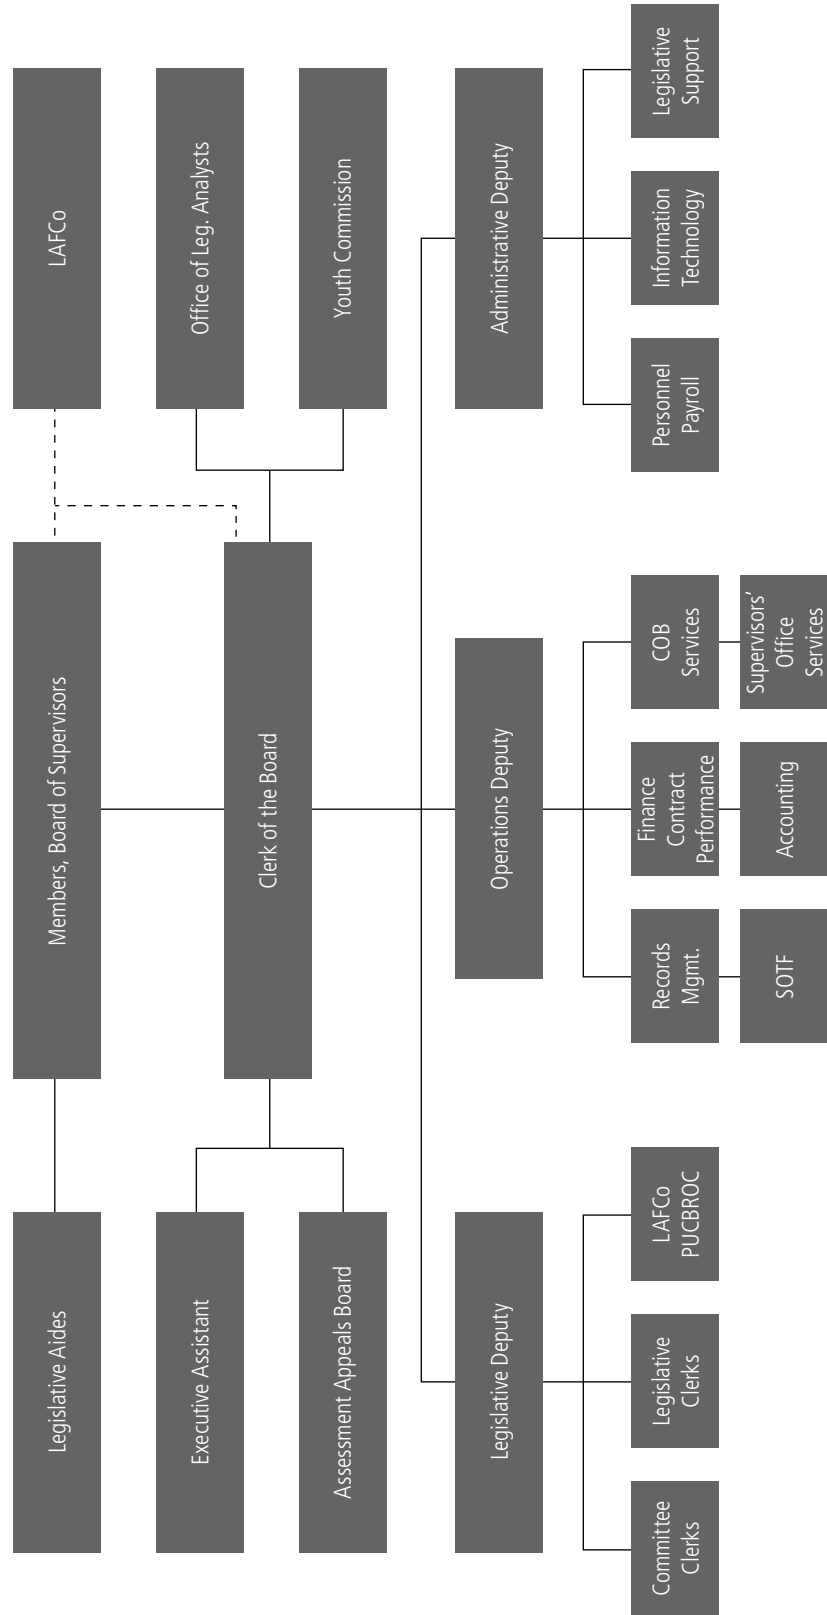 Legislative Aides
Members, Board of Supervisors
LAFCo
Executive Assistant
Office of Leg. Analysts
Clerk of the Board
Assessment Appeals Board
Youth Commission
Legislative Deputy
Operations Deputy
Administrative Deputy
Committee
Clerks
Legislative
Clerks
LAFCo
PUCBROC
Records
Mgmt.
Finance
Contract
Performance
COB
Services
Personnel
Payroll
Information
Technology
Legislative
Support
SOTF
Accounting
Supervisors’
Office
Services